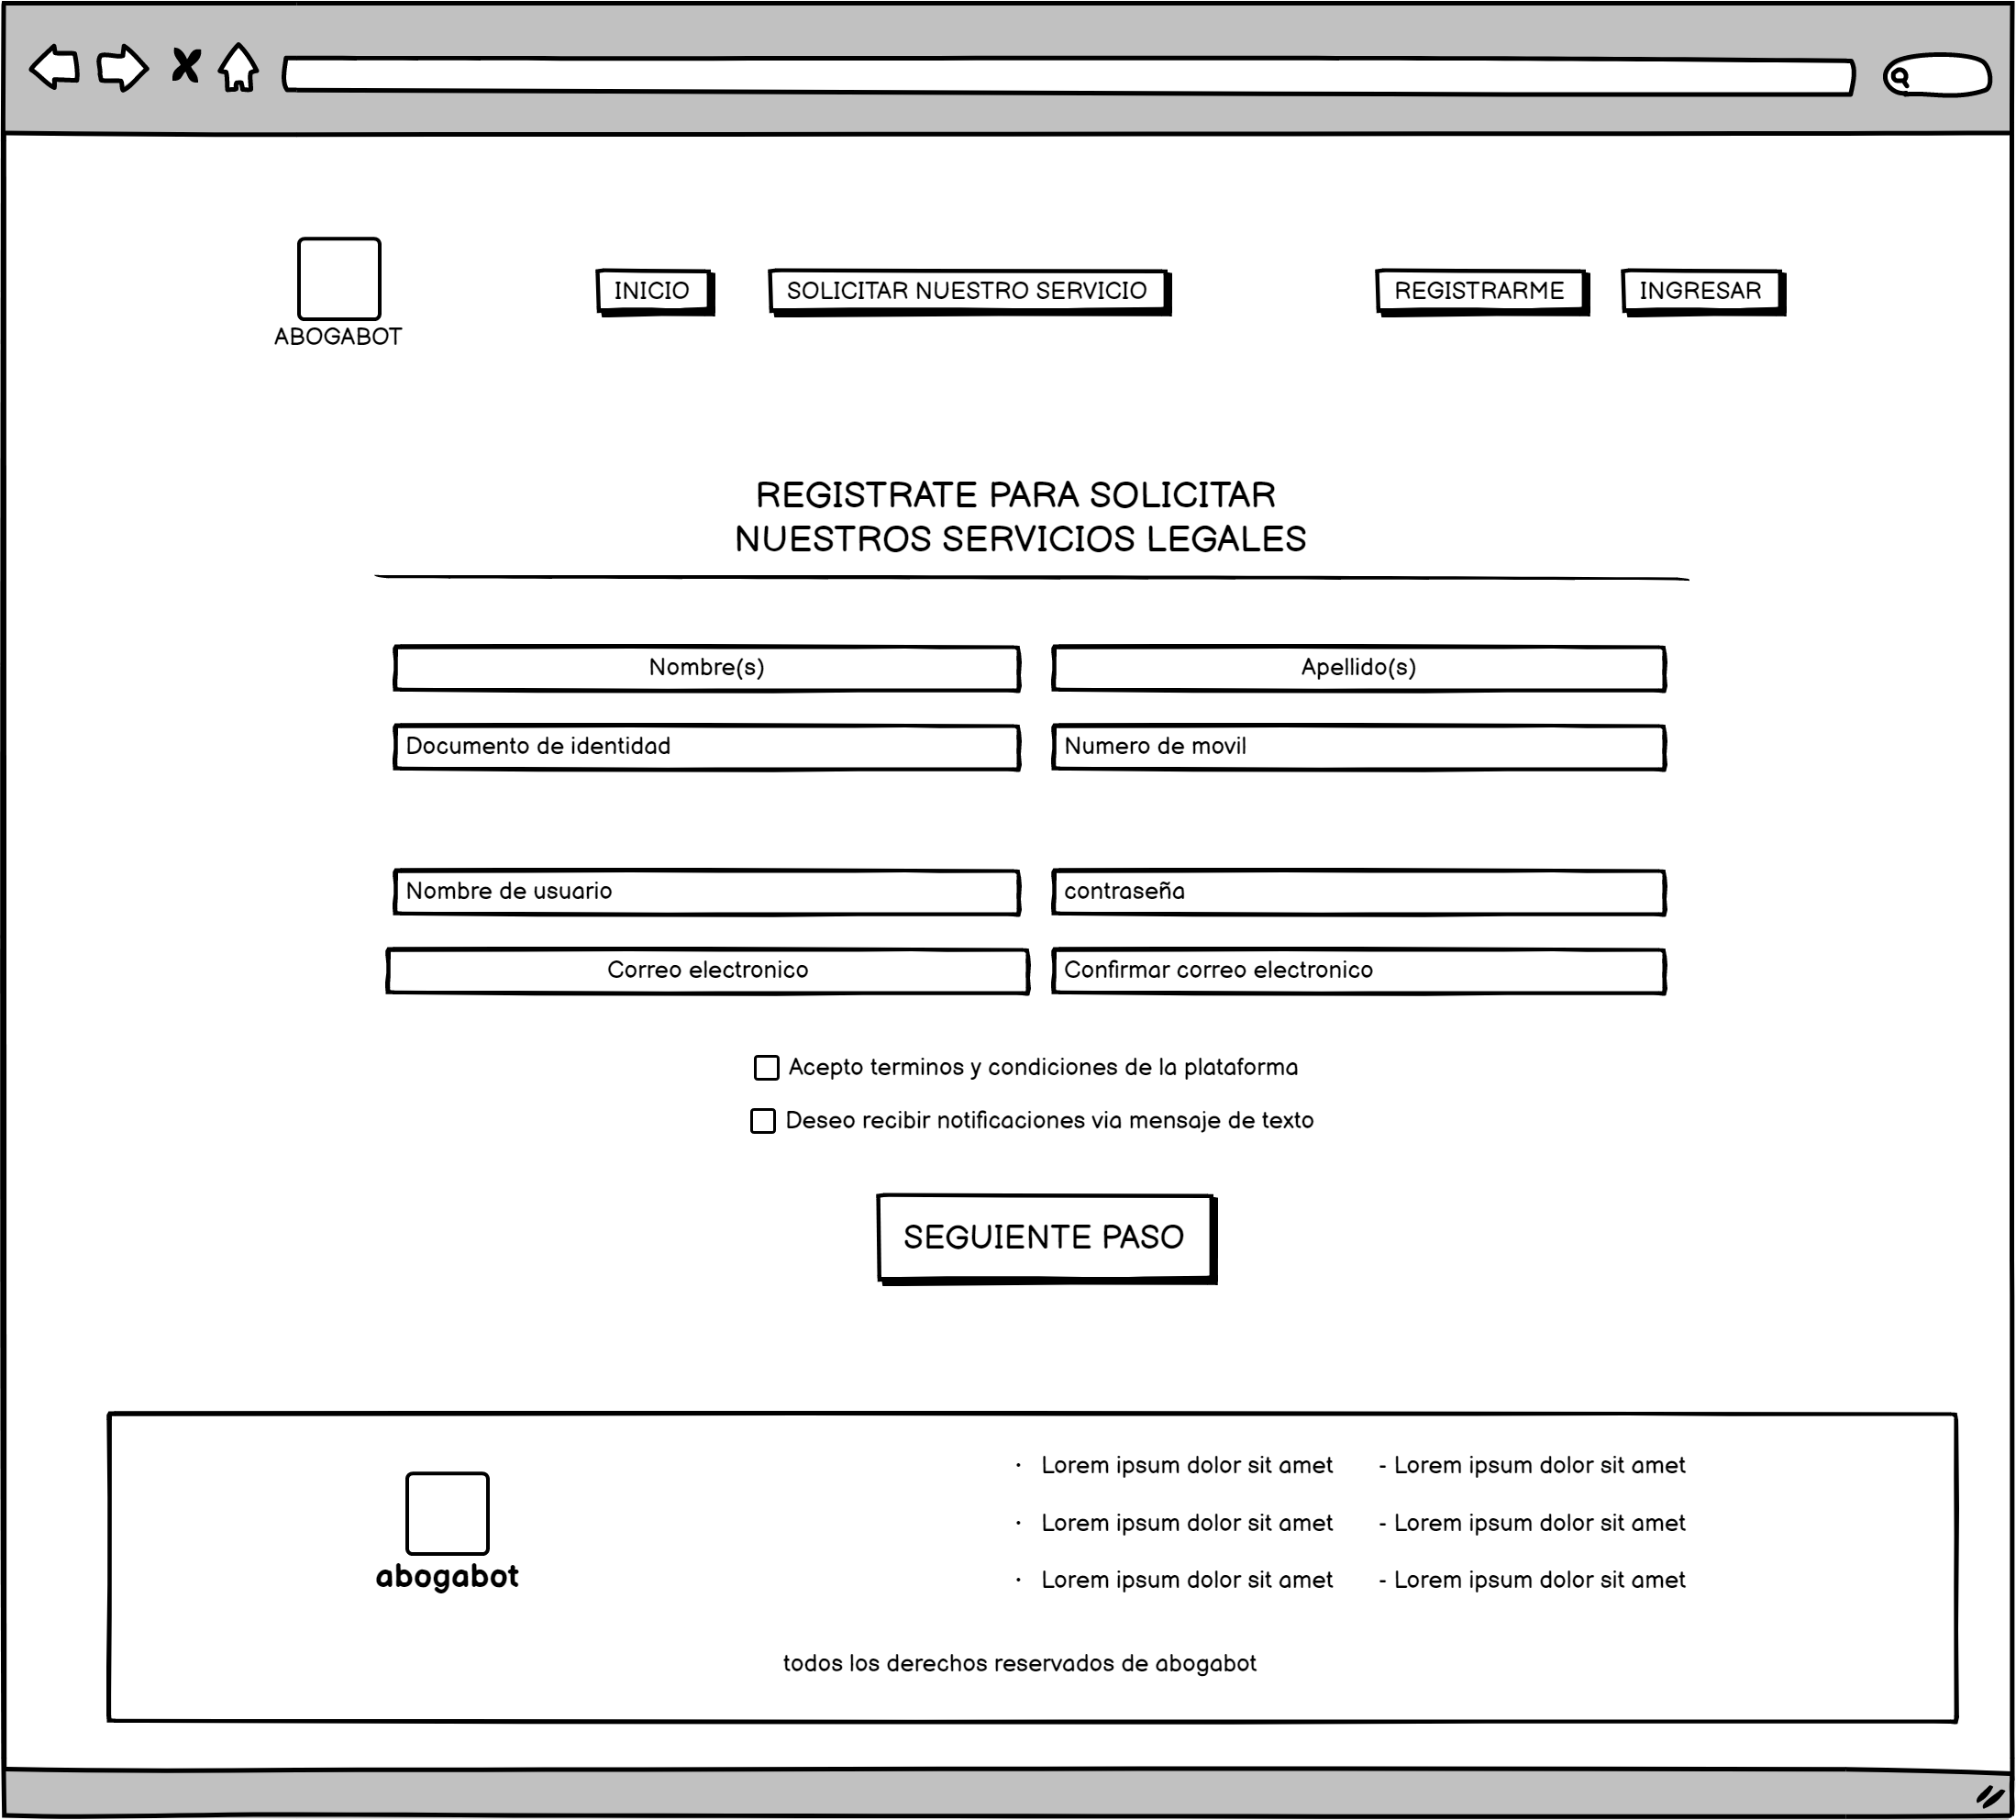 ABOGABOT
INICIO
SOLICITAR NUESTRO SERVICIO
REGISTRARME
INGRESAR
REGISTRATE PARA SOLICITAR
NUESTROS SERVICIOS LEGALES
Nombre(s)
Apellido(s)
Documento de identidad
Numero de movil
Nombre de usuario
contraseña
Correo electronico
Confirmar correo electronico
Acepto terminos y condiciones de la plataforma
Deseo recibir notificaciones via mensaje de texto
SEGUIENTE PASO
abogabot
· Lorem ipsum dolor sit amet
- Lorem ipsum dolor sit amet
· Lorem ipsum dolor sit amet
- Lorem ipsum dolor sit amet
· Lorem ipsum dolor sit amet
- Lorem ipsum dolor sit amet
todos los derechos reservados de abogabot